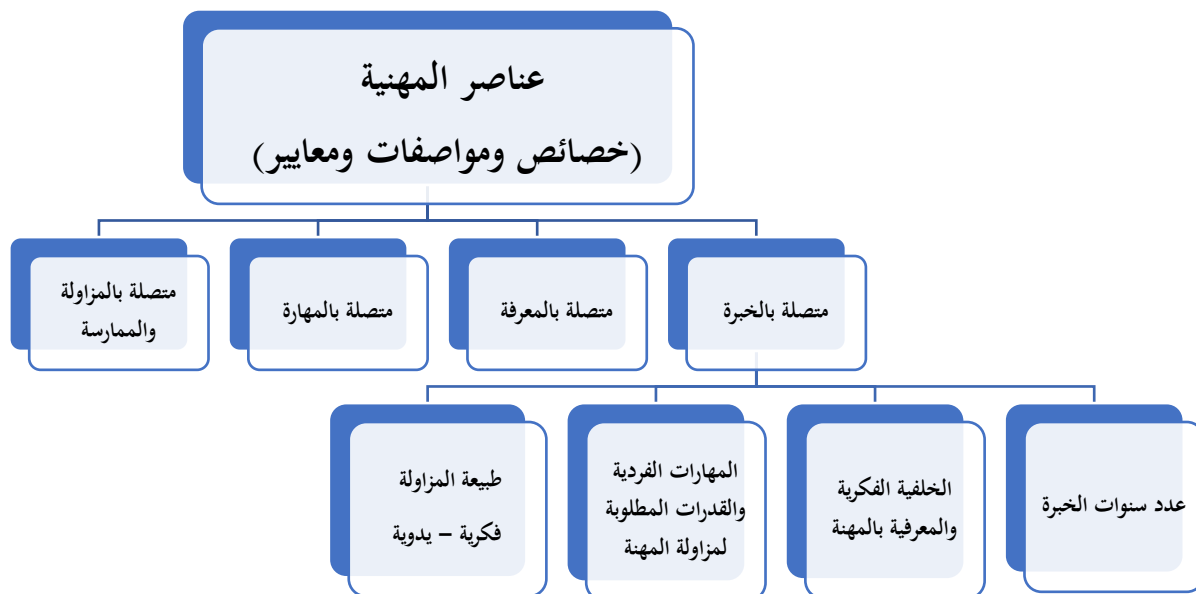 عناصر المهنية
(خصائص ومواصفات ومعايير)
متصلة بالخبرة
متصلة بالمعرفة
متصلة بالمهارة
متصلة بالمزاولة
والممارسة
عدد سنوات الخبرة
الخلفية الفكرية
والمعرفية بالمهنة
المهارات الفردية
والقدرات المطلوبة
لمزاولة المهنة
طبيعة المزاولة
فكرية – يدوية